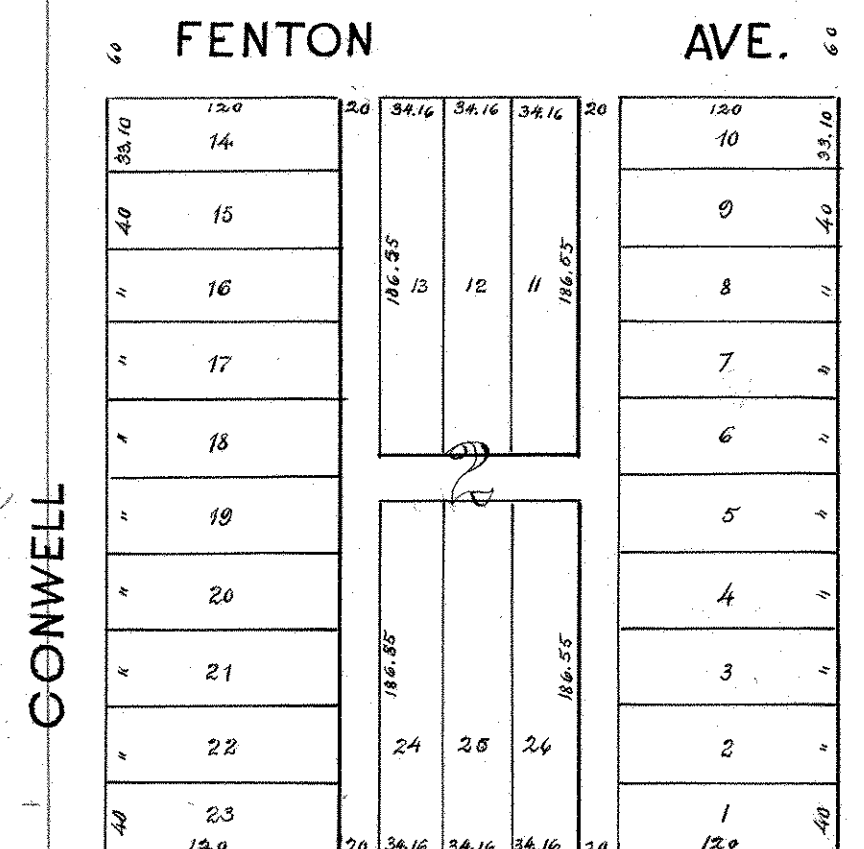 60 FENTON AVE. 60
120 20 34.16 34.16 34.16 20 120
33.10 14 10 33.10
40 15 9 40
" 16 186.55 13 12 11 186.55 8 "
" 17 7 "
" 18 6 "
2
CONWELL
" 19 5 "
" 20 4 "
" 21 186.55 186.55 3 "
" 22 24 25 26 2 "
40 23 1 40
120 20 34.16 34.16 34.16 20 120